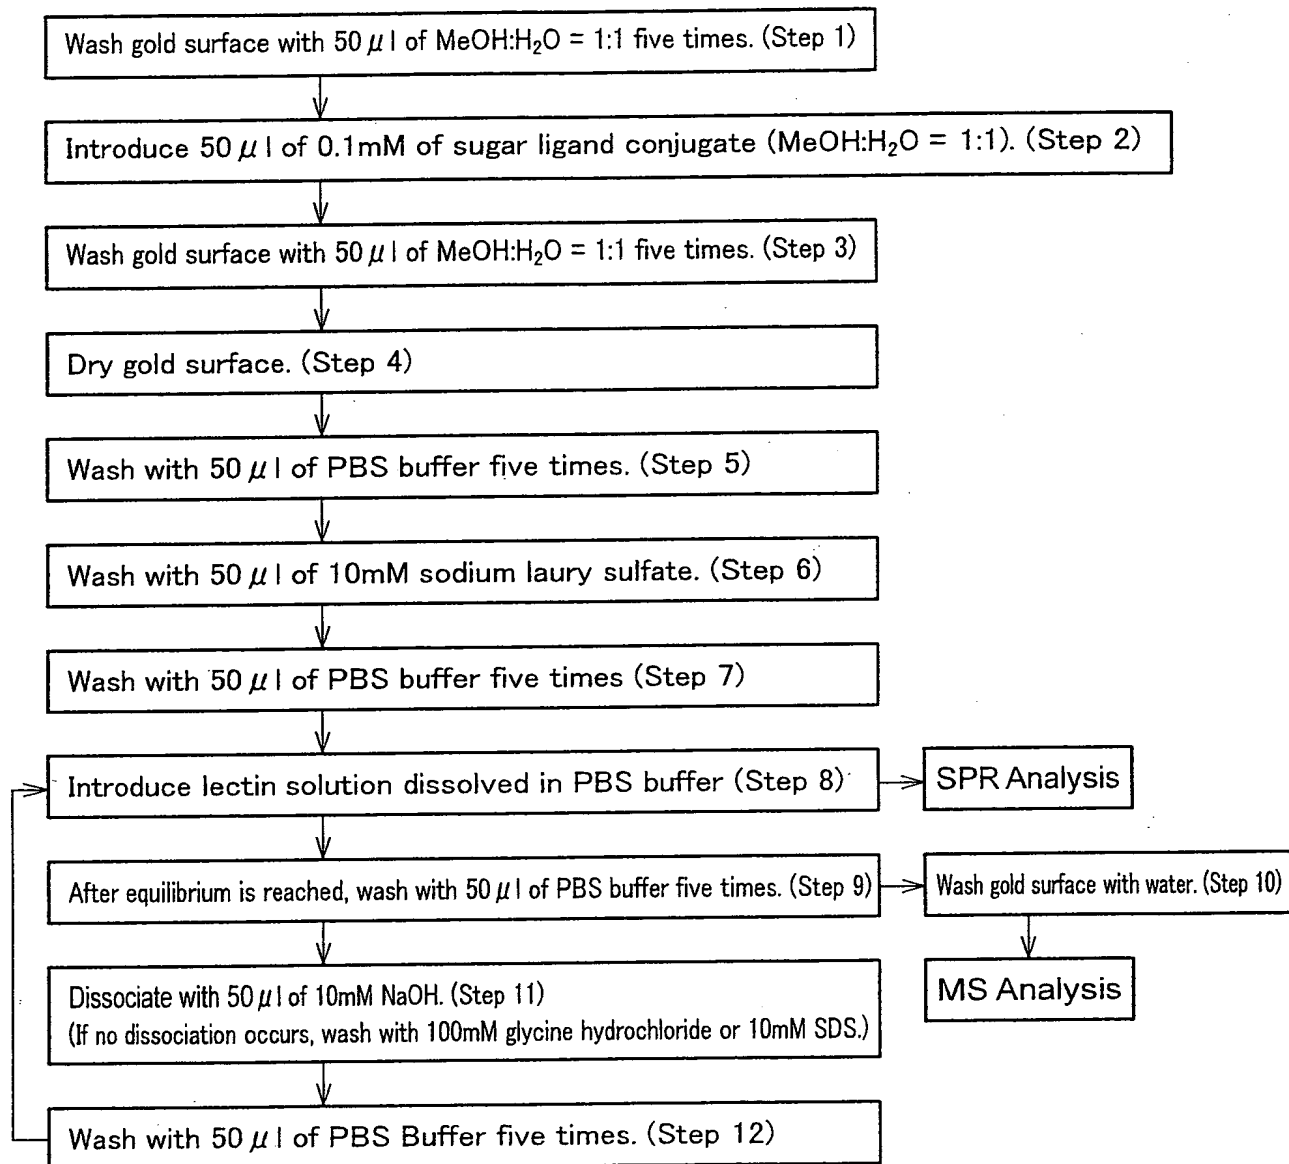 Wash gold surface with 50 μl of MeOH:H₂O = 1:1 five times. (Step 1)
Introduce 50 μl of 0.1mM of sugar ligand conjugate (MeOH:H₂O = 1:1). (Step 2)
Wash gold surface with 50 μl of MeOH:H₂O = 1:1 five times. (Step 3)
Dry gold surface. (Step 4)
Wash with 50 μl of PBS buffer five times. (Step 5)
Wash with 50 μl of 10mM sodium laury sulfate. (Step 6)
Wash with 50 μl of PBS buffer five times (Step 7)
Introduce lectin solution dissolved in PBS buffer (Step 8)
SPR Analysis
After equilibrium is reached, wash with 50 μl of PBS buffer five times. (Step 9)
Wash gold surface with water. (Step 10)
MS Analysis
Dissociate with 50 μl of 10mM NaOH. (Step 11)
(If no dissociation occurs, wash with 100mM glycine hydrochloride or 10mM SDS.)
Wash with 50 μl of PBS Buffer five times. (Step 12)